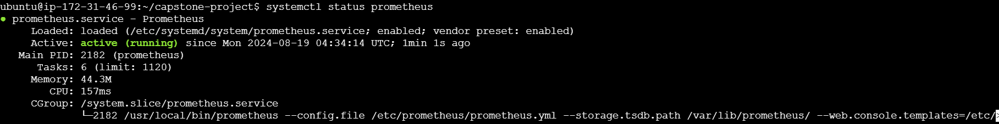 ubuntu@ip-172-31-46-99:~/capstone-project$ systemctl status prometheus
● prometheus.service - Prometheus
Loaded: loaded (/etc/systemd/system/prometheus.service; enabled; vendor preset: enabled)
Active: active (running) since Mon 2024-08-19 04:34:14 UTC; 1min 1s ago
Main PID: 2182 (prometheus)
Tasks: 6 (limit: 1120)
Memory: 44.3M
CPU: 157ms
CGroup: /system.slice/prometheus.service
└─2182 /usr/local/bin/prometheus --config.file /etc/prometheus/prometheus.yml --storage.tsdb.path /var/lib/prometheus/ --web.console.templates=/etc/>